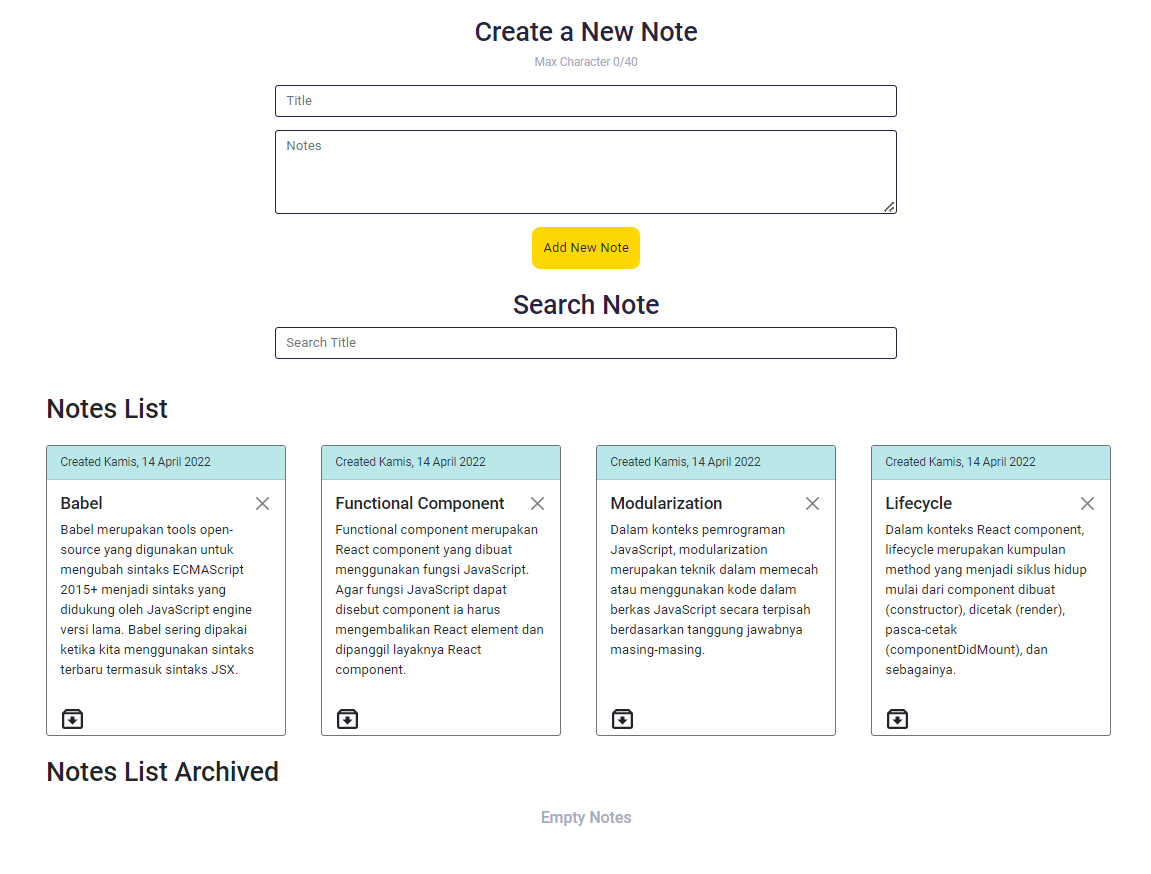 Create a New Note
Max Character 0/40
Title
Notes
Add New Note
Search Note
Search Title
Notes List
Created Kamis, 14 April 2022
Babel
Babel merupakan tools open-
source yang digunakan untuk
mengubah sintaks ECMAScript
2015+ menjadi sintaks yang
didukung oleh JavaScript engine
versi lama. Babel sering dipakai
ketika kita menggunakan sintaks
terbaru termasuk sintaks JSX.
Created Kamis, 14 April 2022
Functional Component
Functional component merupakan
React component yang dibuat
menggunakan fungsi JavaScript.
Agar fungsi JavaScript dapat
disebut component ia harus
mengembalikan React element dan
dipanggil layaknya React
component.
Created Kamis, 14 April 2022
Modularization
Dalam konteks pemrograman
JavaScript, modularization
merupakan teknik dalam memecah
atau menggunakan kode dalam
berkas JavaScript secara terpisah
berdasarkan tanggung jawabnya
masing-masing.
Created Kamis, 14 April 2022
Lifecycle
Dalam konteks React component,
lifecycle merupakan kumpulan
method yang menjadi siklus hidup
mulai dari component dibuat
(constructor), dicetak (render),
pasca-cetak
(componentDidMount), dan
sebagainya.
Notes List Archived
Empty Notes